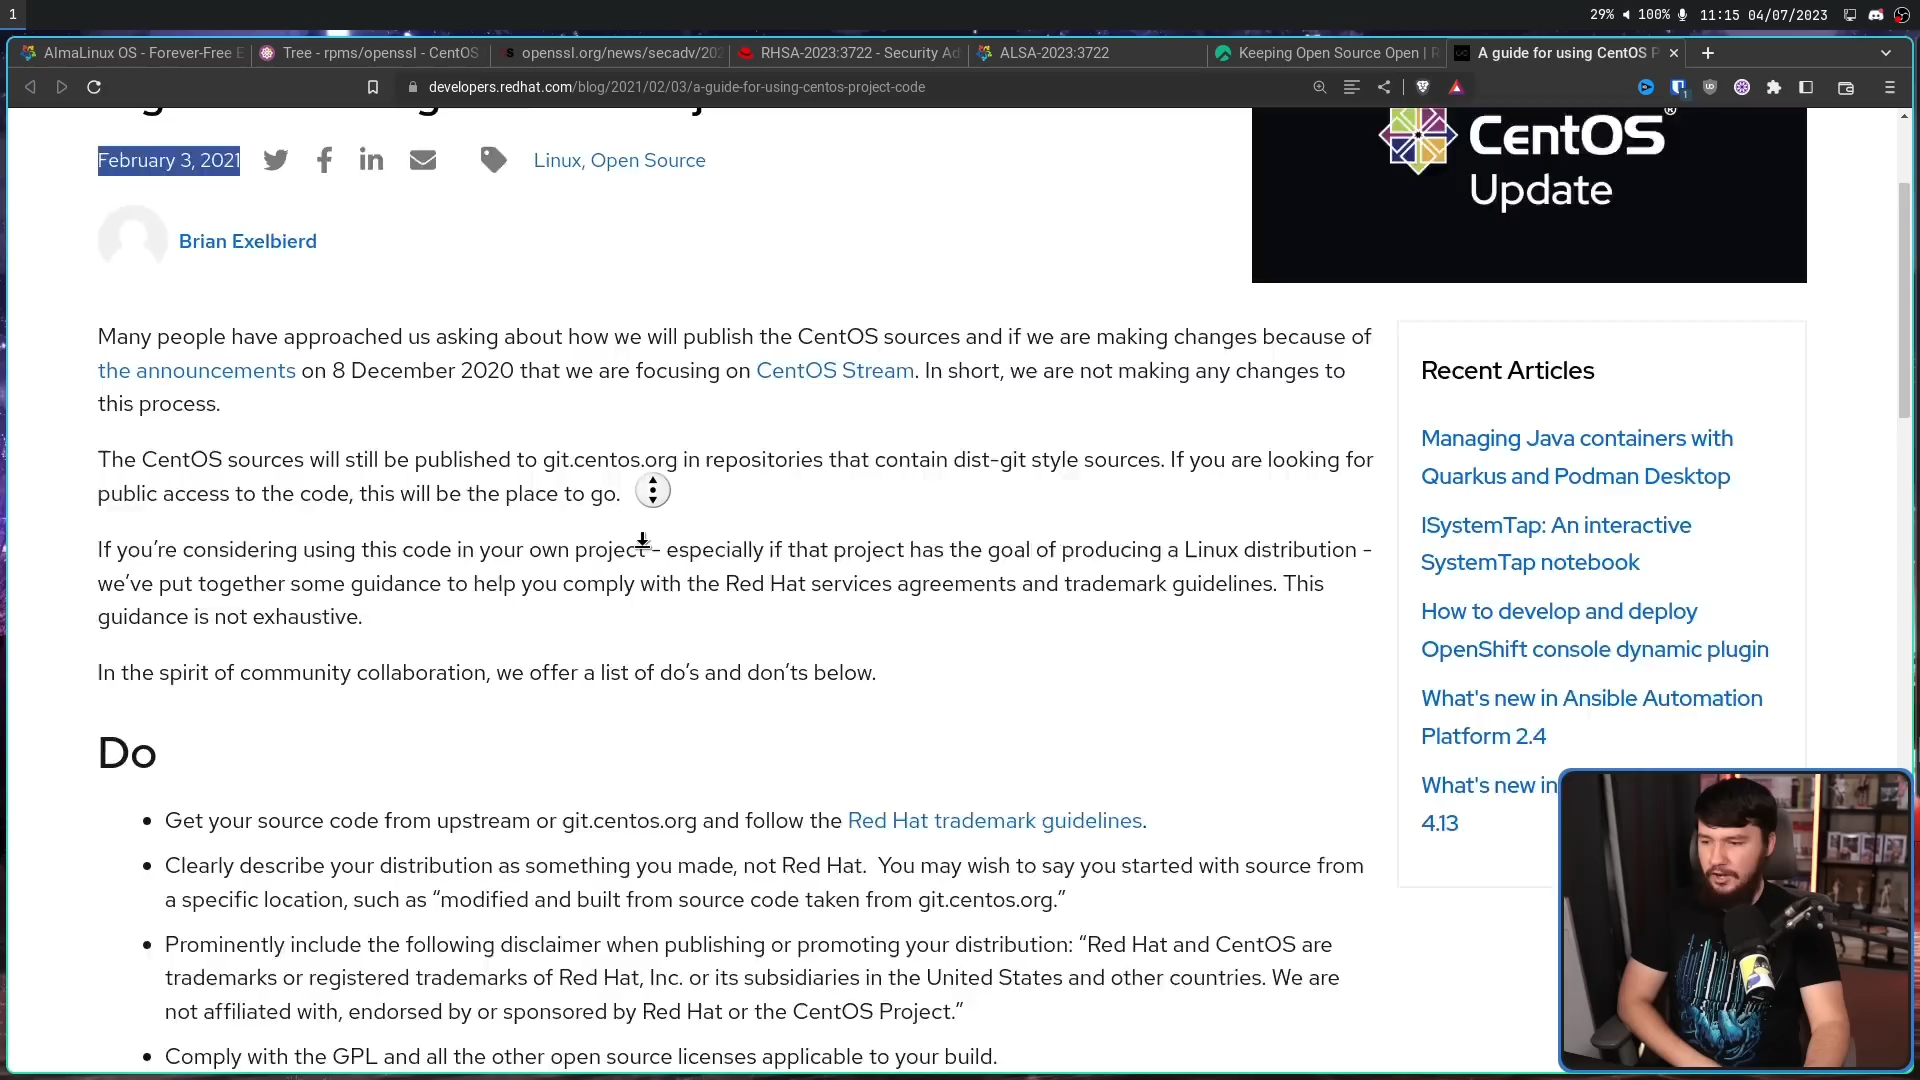 1
29% 100% 11:15 04/07/2023
AlmaLinux OS - Forever-Free E
Tree - rpms/openssl - CentOS
openssl.org/news/secadv/202
RHSA-2023:3722 - Security Ad
ALSA-2023:3722
Keeping Open Source Open | R
A guide for using CentOS P
developers.redhat.com/blog/2021/02/03/a-guide-for-using-centos-project-code
February 3, 2021
Linux, Open Source
CentOS®
Update
Brian Exelbierd
Many people have approached us asking about how we will publish the CentOS sources and if we are making changes because of
the announcements on 8 December 2020 that we are focusing on CentOS Stream. In short, we are not making any changes to
this process.
The CentOS sources will still be published to git.centos.org in repositories that contain dist-git style sources. If you are looking for
public access to the code, this will be the place to go.
If you’re considering using this code in your own project - especially if that project has the goal of producing a Linux distribution -
we’ve put together some guidance to help you comply with the Red Hat services agreements and trademark guidelines. This
guidance is not exhaustive.
In the spirit of community collaboration, we offer a list of do’s and don’ts below.
Do
Get your source code from upstream or git.centos.org and follow the Red Hat trademark guidelines.
Clearly describe your distribution as something you made, not Red Hat. You may wish to say you started with source from
a specific location, such as “modified and built from source code taken from git.centos.org.”
Prominently include the following disclaimer when publishing or promoting your distribution: “Red Hat and CentOS are
trademarks or registered trademarks of Red Hat, Inc. or its subsidiaries in the United States and other countries. We are
not affiliated with, endorsed by or sponsored by Red Hat or the CentOS Project.”
Comply with the GPL and all the other open source licenses applicable to your build.
Recent Articles
Managing Java containers with
Quarkus and Podman Desktop
ISystemTap: An interactive
SystemTap notebook
How to develop and deploy
OpenShift console dynamic plugin
What's new in Ansible Automation
Platform 2.4
What's new in
4.13